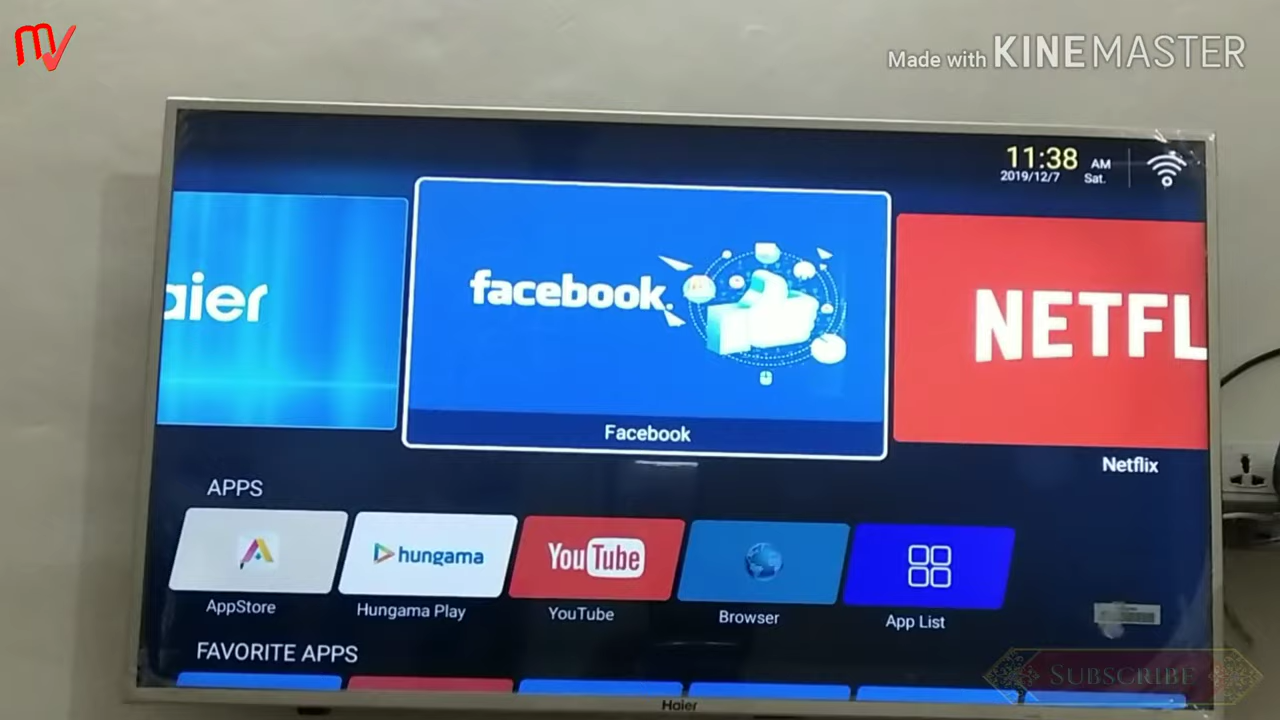 MV
Made with KINEMASTER
11:38 AM
2019/12/7 Sat.
aier
facebook.
NETFL
Facebook
Netflix
APPS
hungama
YouTube
AppStore
Hungama Play
YouTube
Browser
App List
FAVORITE APPS
SUBSCRIBE
Haier